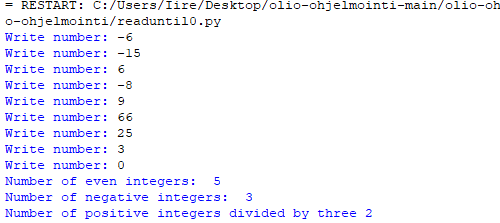 = RESTART: C:/Users/Iire/Desktop/olio-ohjelmointi-main/olio-oh
o-ohjelmointi/readuntil0.py
Write number: -6
Write number: -15
Write number: 6
Write number: -8
Write number: 9
Write number: 66
Write number: 25
Write number: 3
Write number: 0
Number of even integers:  5
Number of negative integers:  3
Number of positive integers divided by three 2